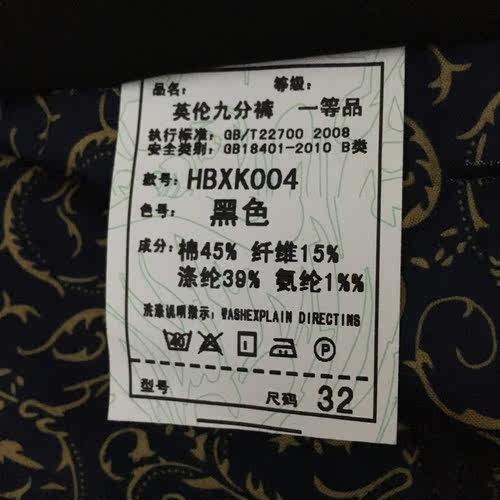 品名: 等级:
英伦九分裤 一等品
执行标准: GB/T22700 2008
安全类别: GB18401-2010 B类
款号: HBXK004
色号: 黑色
成分: 棉45% 纤维15%
涤纶39% 氨纶1%%
洗涤说明指示: WASHEXPLAIN DIRECTINS
40 P
型号 尺码 32